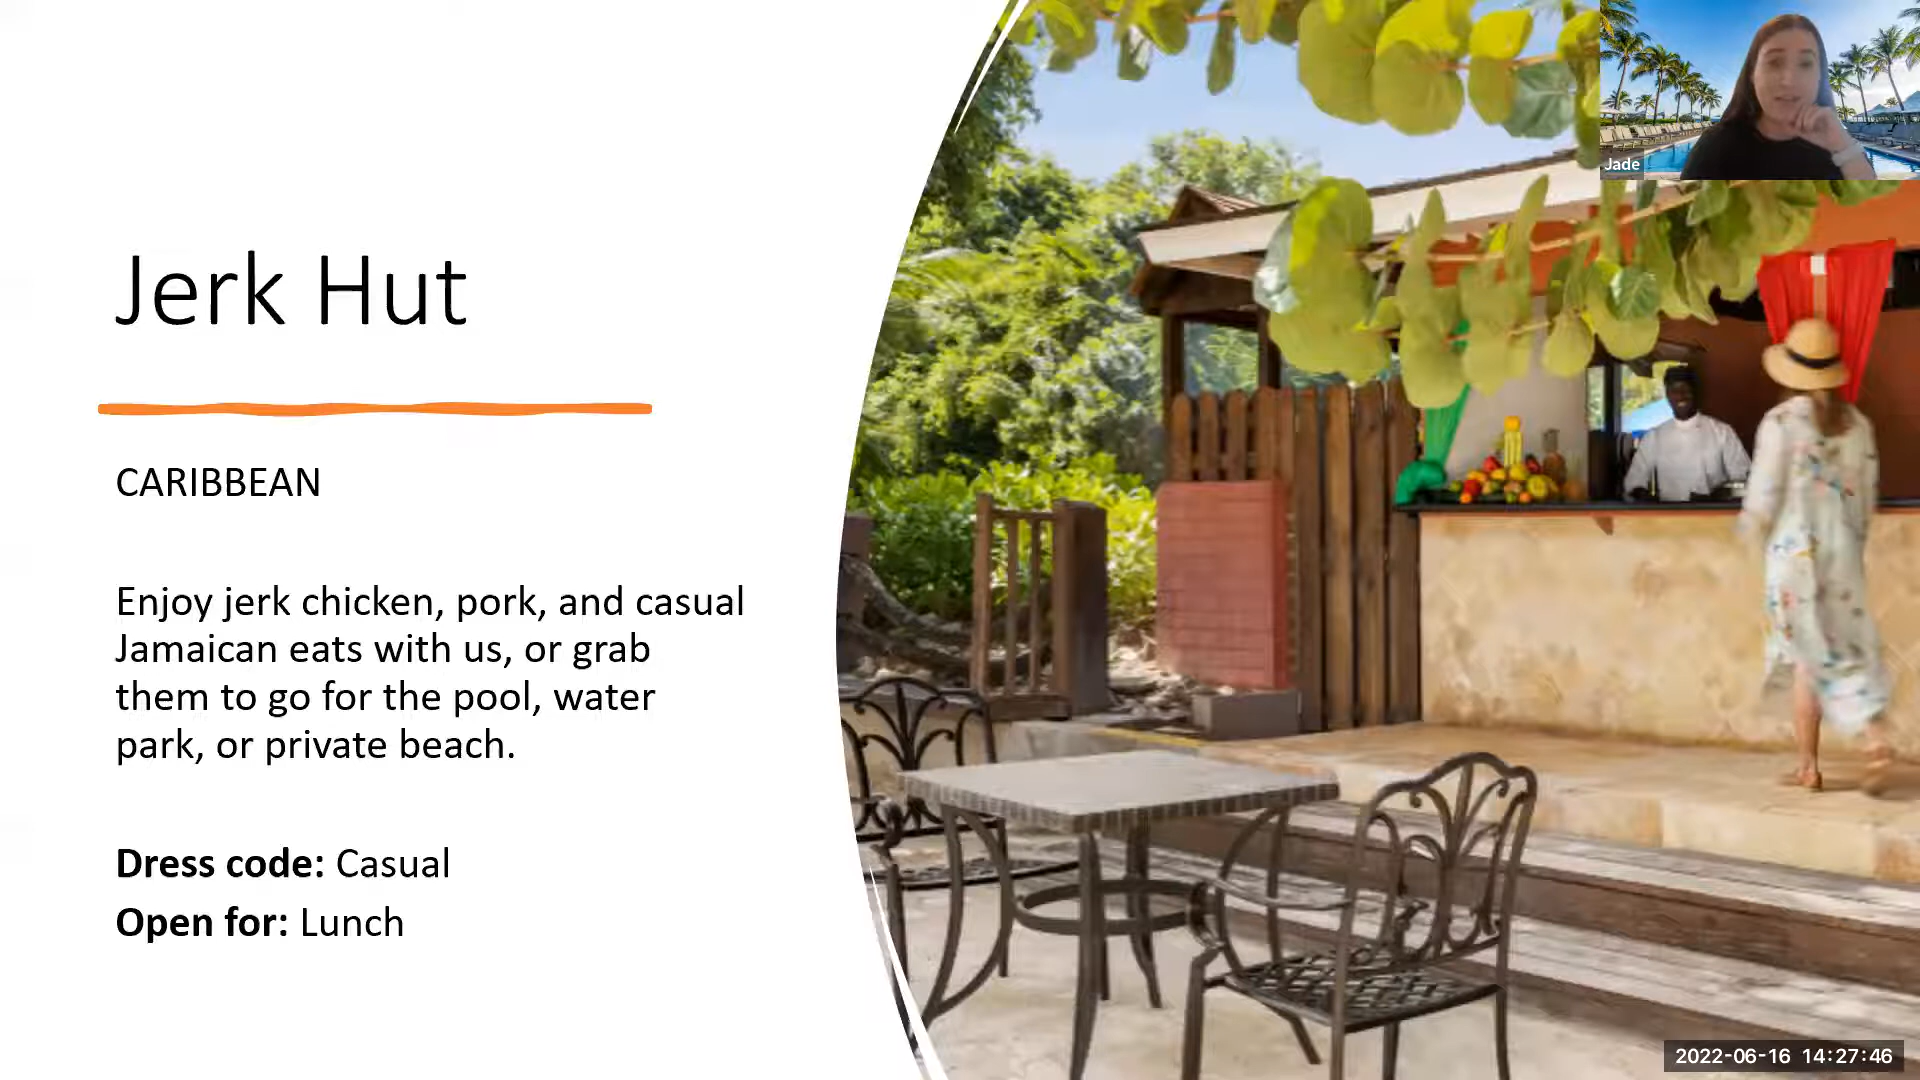 Jade
Jerk Hut
CARIBBEAN
Enjoy jerk chicken, pork, and casual
Jamaican eats with us, or grab
them to go for the pool, water
park, or private beach.
Dress code: Casual
Open for: Lunch
2022-06-16 14:27:46